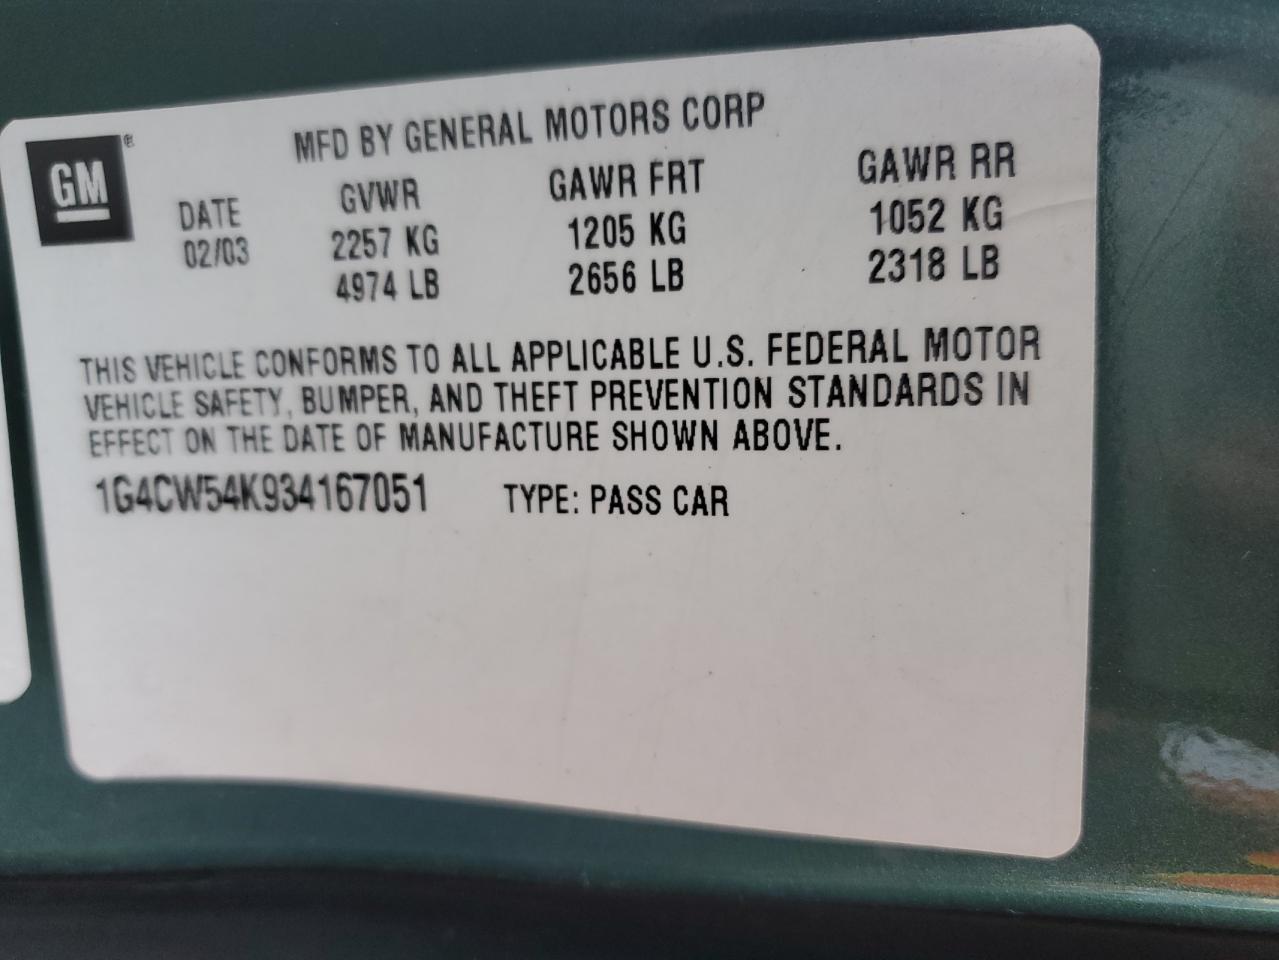 MFD BY GENERAL MOTORS CORP
GM®
DATE GVWR GAWR FRT GAWR RR
02/03 2257 KG 1205 KG 1052 KG
4974 LB 2656 LB 2318 LB
THIS VEHICLE CONFORMS TO ALL APPLICABLE U.S. FEDERAL MOTOR
VEHICLE SAFETY, BUMPER, AND THEFT PREVENTION STANDARDS IN
EFFECT ON THE DATE OF MANUFACTURE SHOWN ABOVE.
1G4CW54K934167051 TYPE: PASS CAR